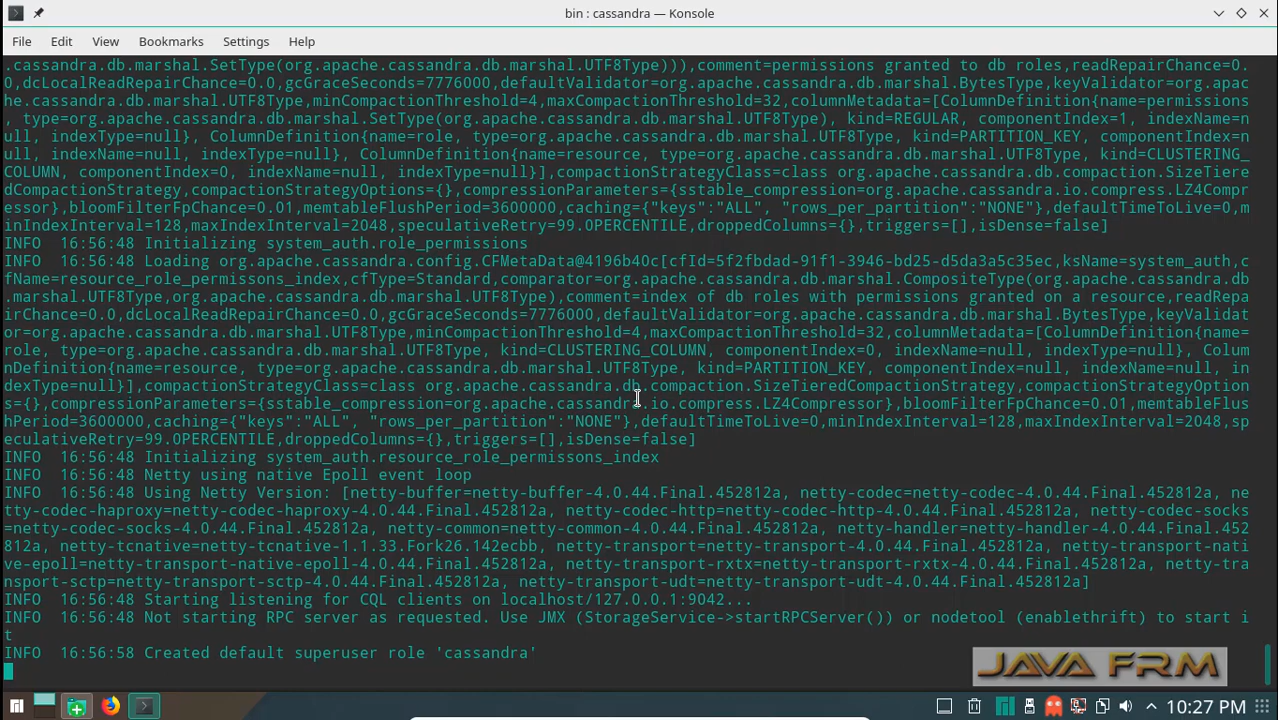 bin : cassandra — Konsole
File Edit View Bookmarks Settings Help
.cassandra.db.marshal.SetType(org.apache.cassandra.db.marshal.UTF8Type))),comment=permissions granted to db roles,readRepairChance=0.
0,dcLocalReadRepairChance=0.0,gcGraceSeconds=7776000,defaultValidator=org.apache.cassandra.db.marshal.BytesType,keyValidator=org.apac
he.cassandra.db.marshal.UTF8Type,minCompactionThreshold=4,maxCompactionThreshold=32,columnMetadata=[ColumnDefinition{name=permissions
, type=org.apache.cassandra.db.marshal.SetType(org.apache.cassandra.db.marshal.UTF8Type), kind=REGULAR, componentIndex=1, indexName=n
ull, indexType=null}, ColumnDefinition{name=role, type=org.apache.cassandra.db.marshal.UTF8Type, kind=PARTITION_KEY, componentIndex=n
ull, indexName=null, indexType=null}, ColumnDefinition{name=resource, type=org.apache.cassandra.db.marshal.UTF8Type, kind=CLUSTERING_
COLUMN, componentIndex=0, indexName=null, indexType=null}],compactionStrategyClass=class org.apache.cassandra.db.compaction.SizeTiere
dCompactionStrategy,compactionStrategyOptions={},compressionParameters={sstable_compression=org.apache.cassandra.io.compress.LZ4Compr
essor},bloomFilterFpChance=0.01,memtableFlushPeriod=3600000,caching={"keys":"ALL", "rows_per_partition":"NONE"},defaultTimeToLive=0,m
inIndexInterval=128,maxIndexInterval=2048,speculativeRetry=99.0PERCENTILE,droppedColumns={},triggers=[],isDense=false]
INFO 16:56:48 Initializing system_auth.role_permissions
INFO 16:56:48 Loading org.apache.cassandra.config.CFMetaData@4196b40c[cfId=5f2fbdad-91f1-3946-bd25-d5da3a5c35ec,ksName=system_auth,c
fName=resource_role_permissons_index,cfType=Standard,comparator=org.apache.cassandra.db.marshal.CompositeType(org.apache.cassandra.db
.marshal.UTF8Type,org.apache.cassandra.db.marshal.UTF8Type),comment=index of db roles with permissions granted on a resource,readRepa
irChance=0.0,dcLocalReadRepairChance=0.0,gcGraceSeconds=7776000,defaultValidator=org.apache.cassandra.db.marshal.BytesType,keyValidat
or=org.apache.cassandra.db.marshal.UTF8Type,minCompactionThreshold=4,maxCompactionThreshold=32,columnMetadata=[ColumnDefinition{name=
role, type=org.apache.cassandra.db.marshal.UTF8Type, kind=CLUSTERING_COLUMN, componentIndex=0, indexName=null, indexType=null}, Colum
nDefinition{name=resource, type=org.apache.cassandra.db.marshal.UTF8Type, kind=PARTITION_KEY, componentIndex=null, indexName=null, in
dexType=null}],compactionStrategyClass=class org.apache.cassandra.db.compaction.SizeTieredCompactionStrategy,compactionStrategyOption
s={},compressionParameters={sstable_compression=org.apache.cassandra.io.compress.LZ4Compressor},bloomFilterFpChance=0.01,memtableFlus
hPeriod=3600000,caching={"keys":"ALL", "rows_per_partition":"NONE"},defaultTimeToLive=0,minIndexInterval=128,maxIndexInterval=2048,sp
eculativeRetry=99.0PERCENTILE,droppedColumns={},triggers=[],isDense=false]
INFO 16:56:48 Initializing system_auth.resource_role_permissons_index
INFO 16:56:48 Netty using native Epoll event loop
INFO 16:56:48 Using Netty Version: [netty-buffer=netty-buffer-4.0.44.Final.452812a, netty-codec=netty-codec-4.0.44.Final.452812a, ne
tty-codec-haproxy=netty-codec-haproxy-4.0.44.Final.452812a, netty-codec-http=netty-codec-http-4.0.44.Final.452812a, netty-codec-socks
=netty-codec-socks-4.0.44.Final.452812a, netty-common=netty-common-4.0.44.Final.452812a, netty-handler=netty-handler-4.0.44.Final.452
812a, netty-tcnative=netty-tcnative-1.1.33.Fork26.142ecbb, netty-transport=netty-transport-4.0.44.Final.452812a, netty-transport-nati
ve-epoll=netty-transport-native-epoll-4.0.44.Final.452812a, netty-transport-rxtx=netty-transport-rxtx-4.0.44.Final.452812a, netty-tra
nsport-sctp=netty-transport-sctp-4.0.44.Final.452812a, netty-transport-udt=netty-transport-udt-4.0.44.Final.452812a]
INFO 16:56:48 Starting listening for CQL clients on localhost/127.0.0.1:9042...
INFO 16:56:48 Not starting RPC server as requested. Use JMX (StorageService->startRPCServer()) or nodetool (enablethrift) to start i
t
INFO 16:56:58 Created default superuser role 'cassandra'
JAVA FRM
10:27 PM